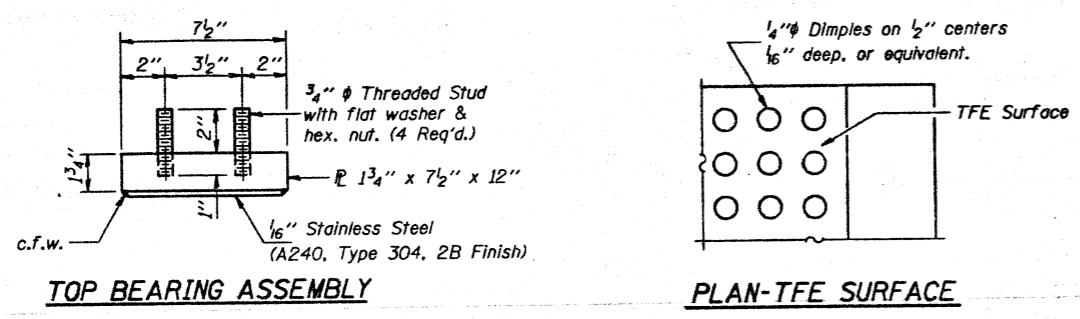 7½"
2"
3½"
2"
¾" ϕ Threaded Stud
with flat washer &
hex. nut. (4 Req'd.)
2"
1¾"
℄ 1¾" x 7½" x 12"
1"
c.f.w.
1/16" Stainless Steel
(A240, Type 304, 2B Finish)
TOP BEARING ASSEMBLY
¼"ϕ Dimples on ½" centers
1/16" deep. or equivalent.
TFE Surface
PLAN-TFE SURFACE